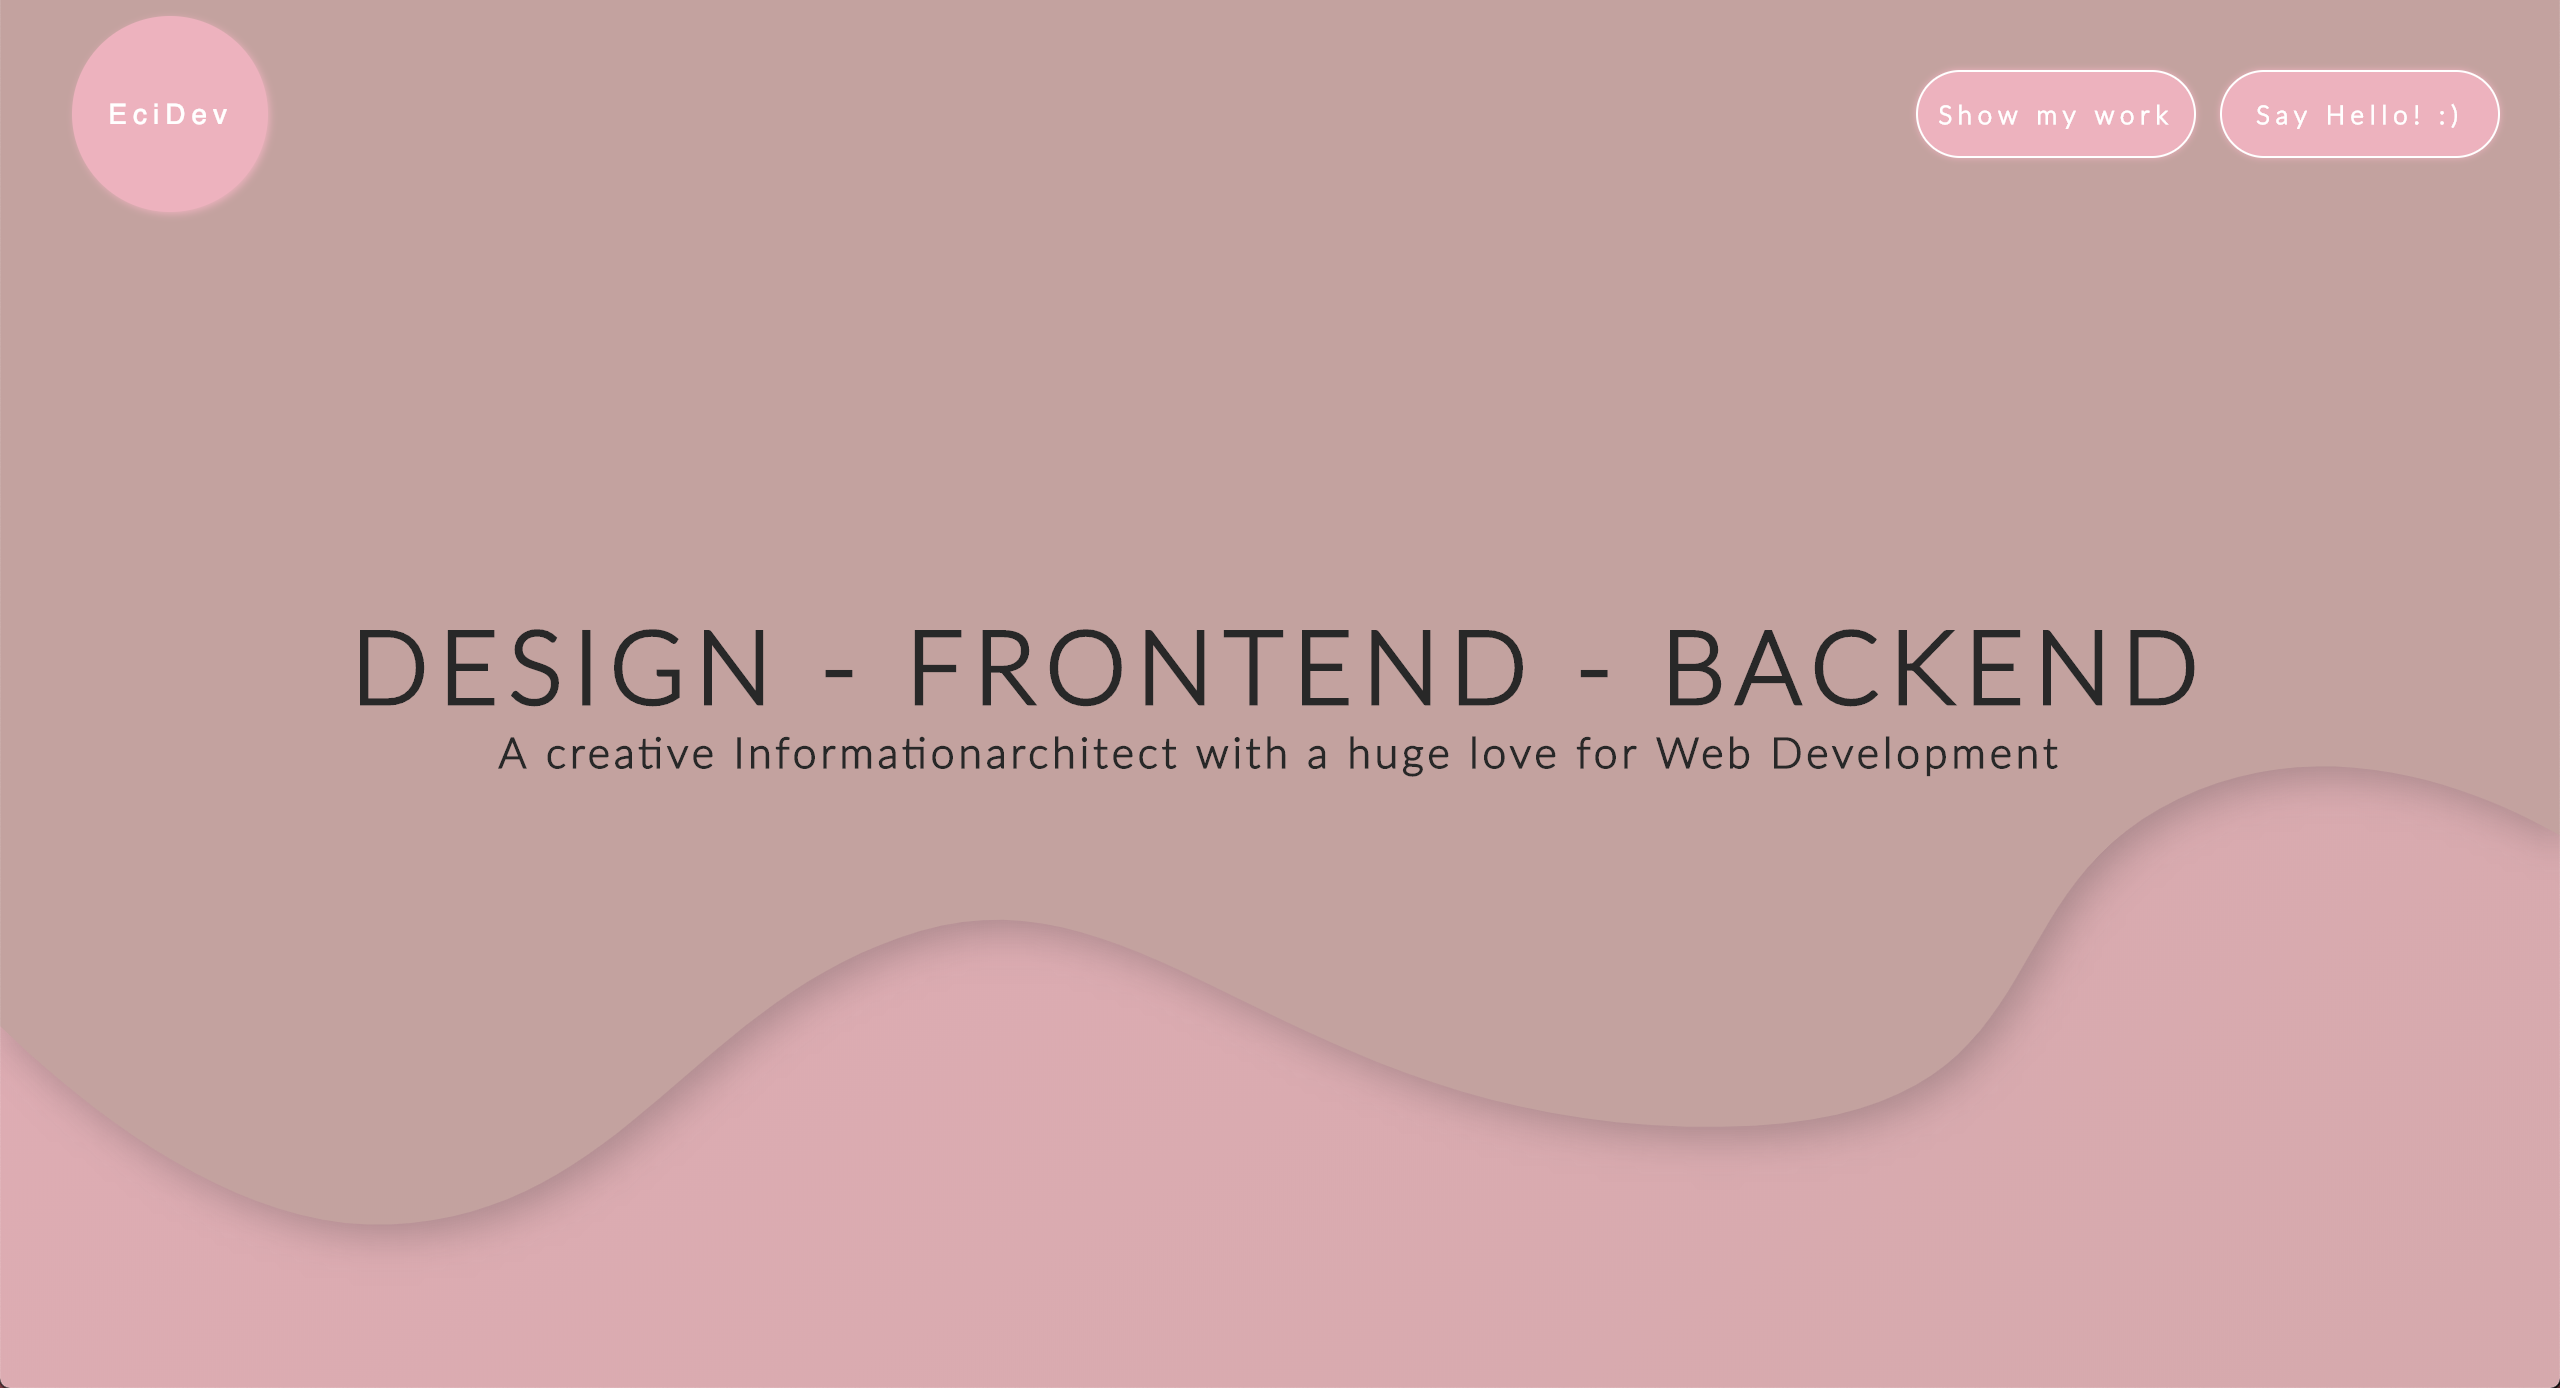 EciDev
Show my work
Say Hello! :)
DESIGN - FRONTEND - BACKEND
A creative Informationarchitect with a huge love for Web Development